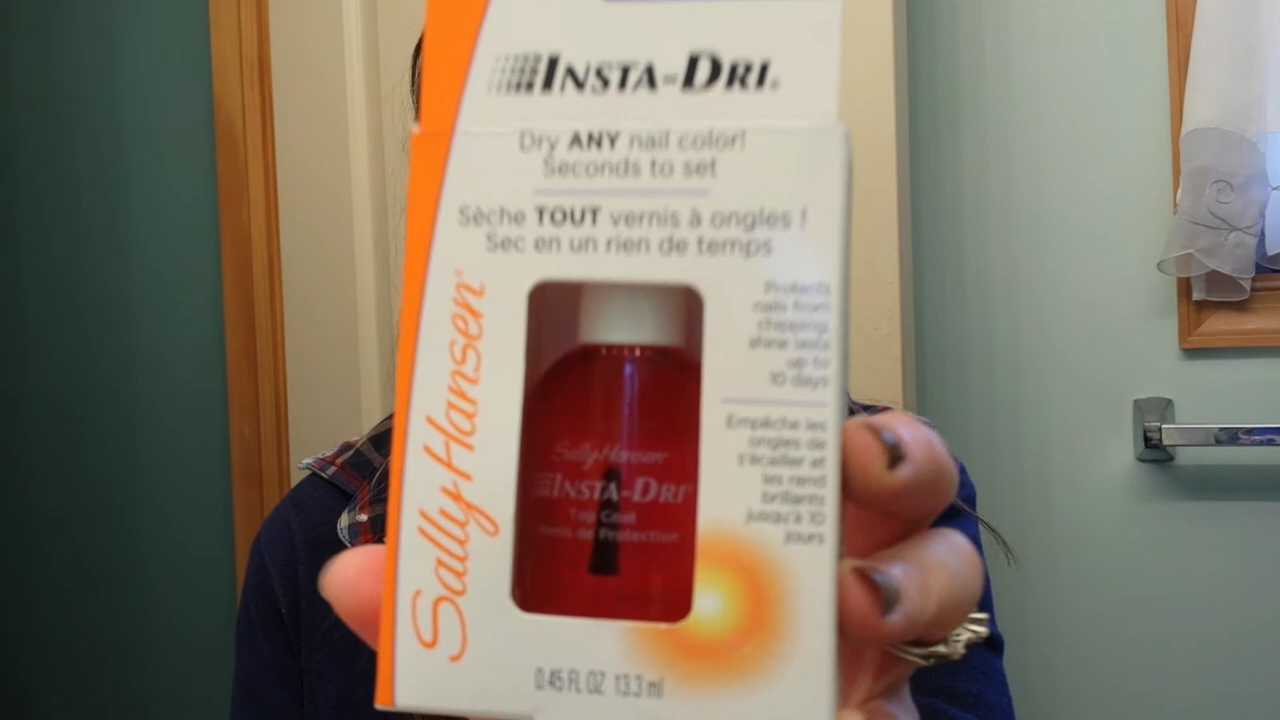 INSTA-DRI
Dry ANY nail color!
Seconds to set
Sèche TOUT vernis à ongles !
Sec en un rien de temps
Sally Hansen
Protects
nails from
chipping,
shine lasts
up to
10 days
Empêche les
ongles de
s'écailler et
les rend
brillants
jusqu'à 10
jours
Sally Hansen
INSTA-DRI
Top Coat
de Protection
0.45 FL OZ 13.3 ml